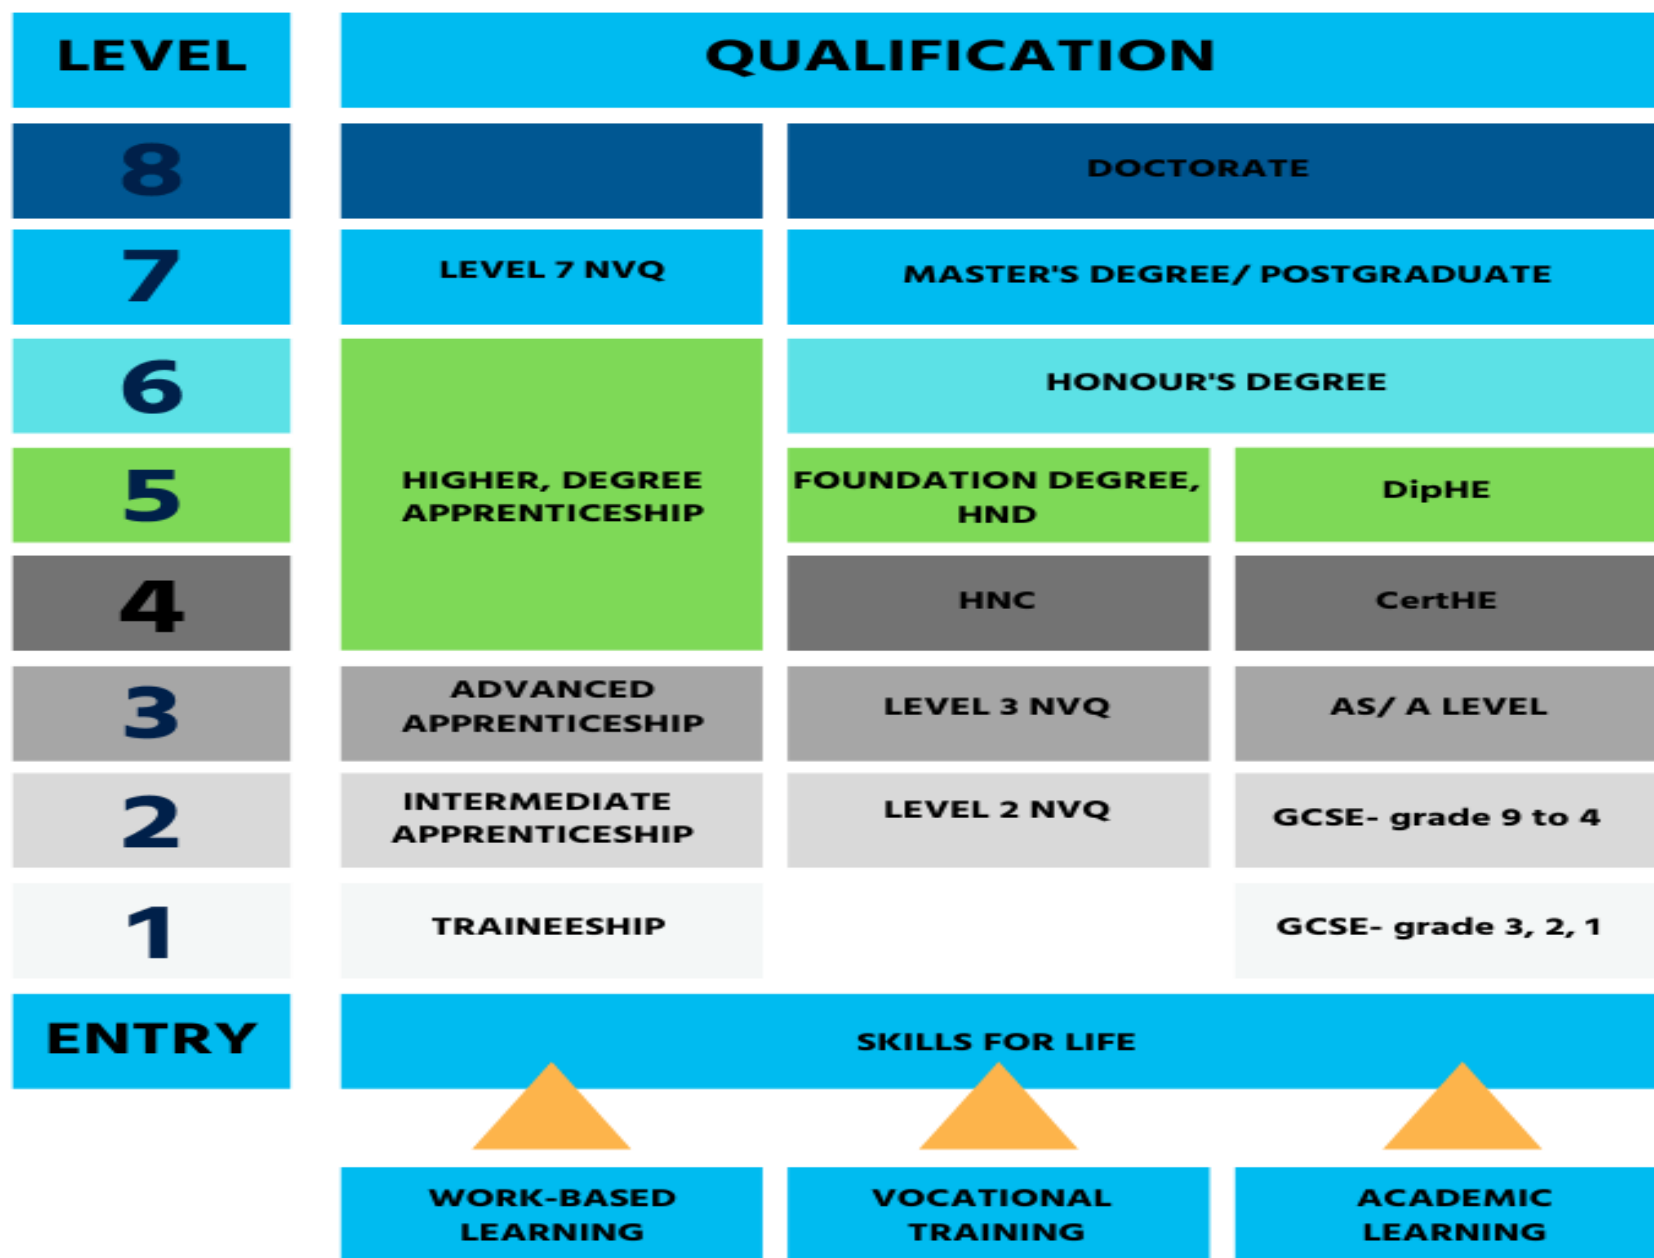 LEVEL
QUALIFICATION
8
DOCTORATE
7
LEVEL 7 NVQ
MASTER'S DEGREE/ POSTGRADUATE
6
HONOUR'S DEGREE
5
HIGHER, DEGREE
APPRENTICESHIP
FOUNDATION DEGREE,
HND
DipHE
4
HNC
CertHE
3
ADVANCED
APPRENTICESHIP
LEVEL 3 NVQ
AS/ A LEVEL
2
INTERMEDIATE
APPRENTICESHIP
LEVEL 2 NVQ
GCSE- grade 9 to 4
1
TRAINEESHIP
GCSE- grade 3, 2, 1
ENTRY
SKILLS FOR LIFE
WORK-BASED
LEARNING
VOCATIONAL
TRAINING
ACADEMIC
LEARNING